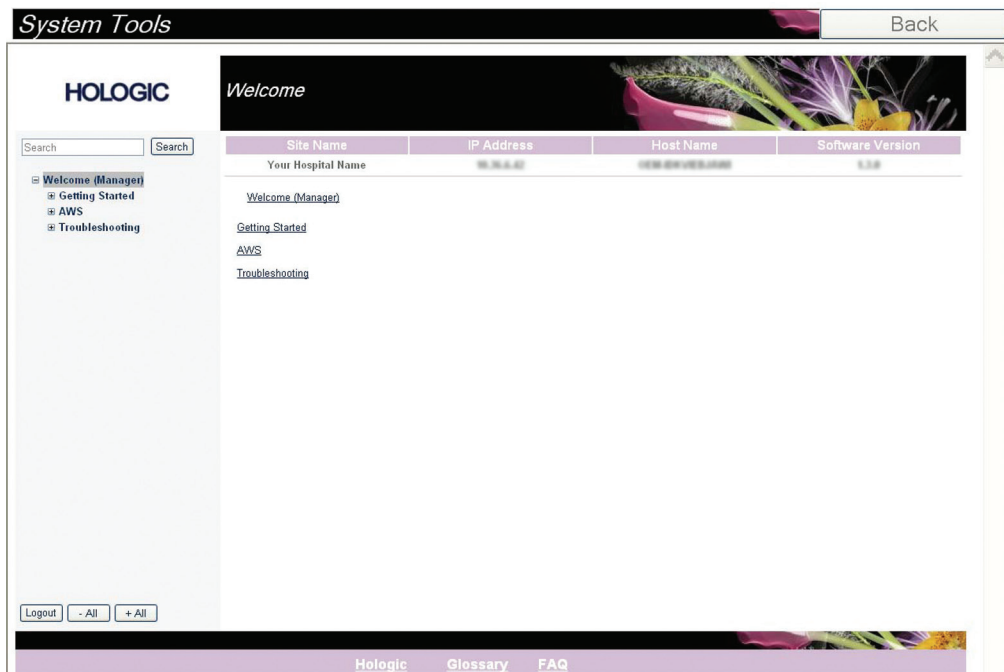 System Tools
Back
HOLOGIC
Welcome
Search
Search
Site Name
IP Address
Host Name
Software Version
Your Hospital Name
Welcome (Manager)
Getting Started
AWS
Troubleshooting
Welcome (Manager)
Getting Started
AWS
Troubleshooting
Logout
- All
+ All
Hologic
Glossary
FAQ